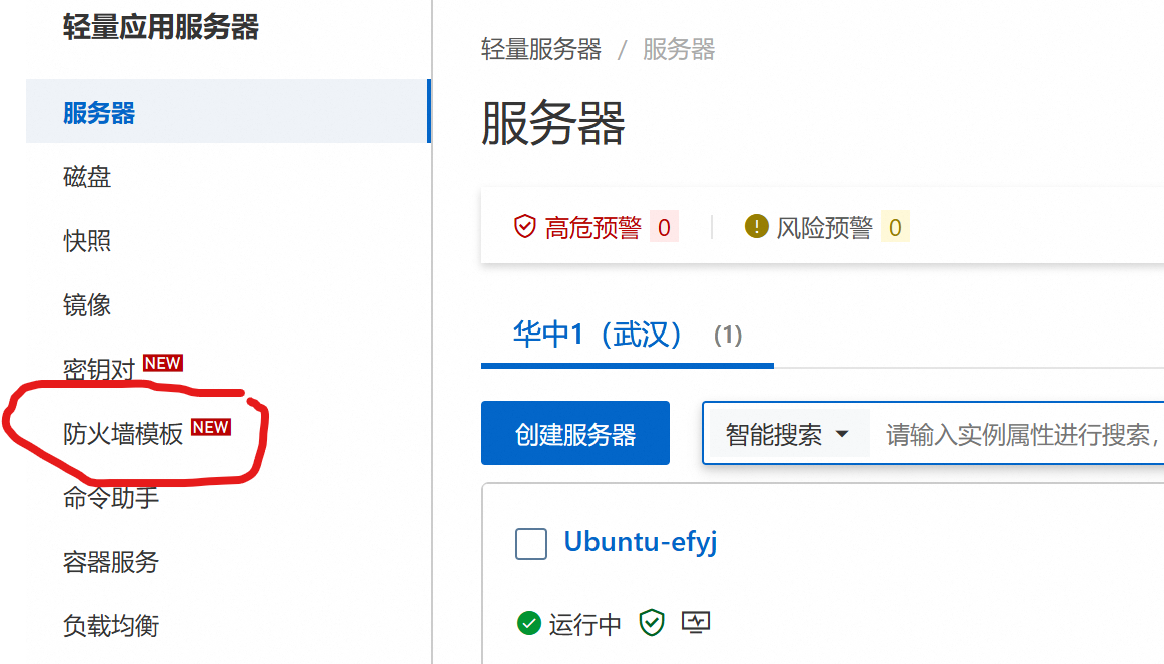 轻量应用服务器
服务器
磁盘
快照
镜像
密钥对 NEW
防火墙模板 NEW
命令助手
容器服务
负载均衡
轻量服务器 / 服务器
服务器
高危预警 0 风险预警 0
华中1（武汉） (1)
创建服务器 智能搜索 请输入实例属性进行搜索，
Ubuntu-efyj
运行中